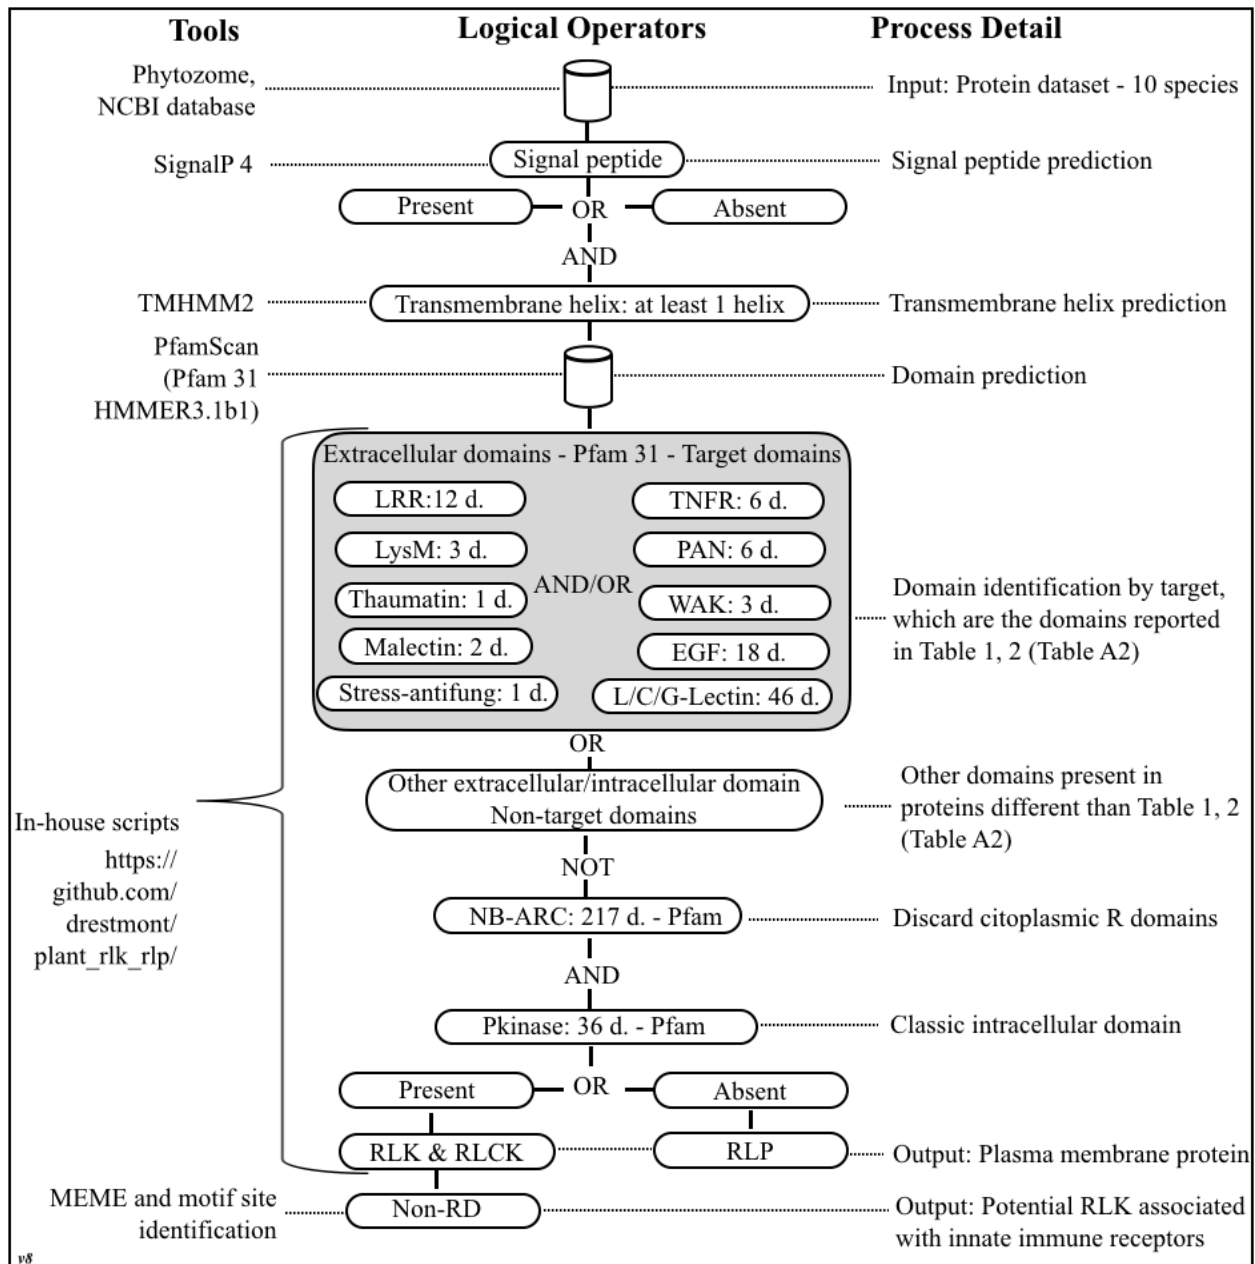 Tools
Logical Operators
Process Detail
Phytozome,
NCBI database
Input: Protein dataset - 10 species
SignalP 4
Signal peptide
Signal peptide prediction
Present
OR
Absent
AND
TMHMM2
Transmembrane helix: at least 1 helix
Transmembrane helix prediction
PfamScan
(Pfam 31
HMMER3.1b1)
Domain prediction
Extracellular domains - Pfam 31 - Target domains
LRR:12 d.
TNFR: 6 d.
LysM: 3 d.
PAN: 6 d.
AND/OR
Thaumatin: 1 d.
WAK: 3 d.
Malectin: 2 d.
EGF: 18 d.
Stress-antifung: 1 d.
L/C/G-Lectin: 46 d.
Domain identification by target,
which are the domains reported
in Table 1, 2 (Table A2)
OR
Other extracellular/intracellular domain
Non-target domains
Other domains present in
proteins different than Table 1, 2
(Table A2)
In-house scripts
https://
github.com/
drestmont/
plant_rlk_rlp/
NOT
NB-ARC: 217 d. - Pfam
Discard citoplasmic R domains
AND
Pkinase: 36 d. - Pfam
Classic intracellular domain
Present
OR
Absent
RLK & RLCK
RLP
Output: Plasma membrane protein
MEME and motif site
identification
Non-RD
Output: Potential RLK associated
with innate immune receptors
v8